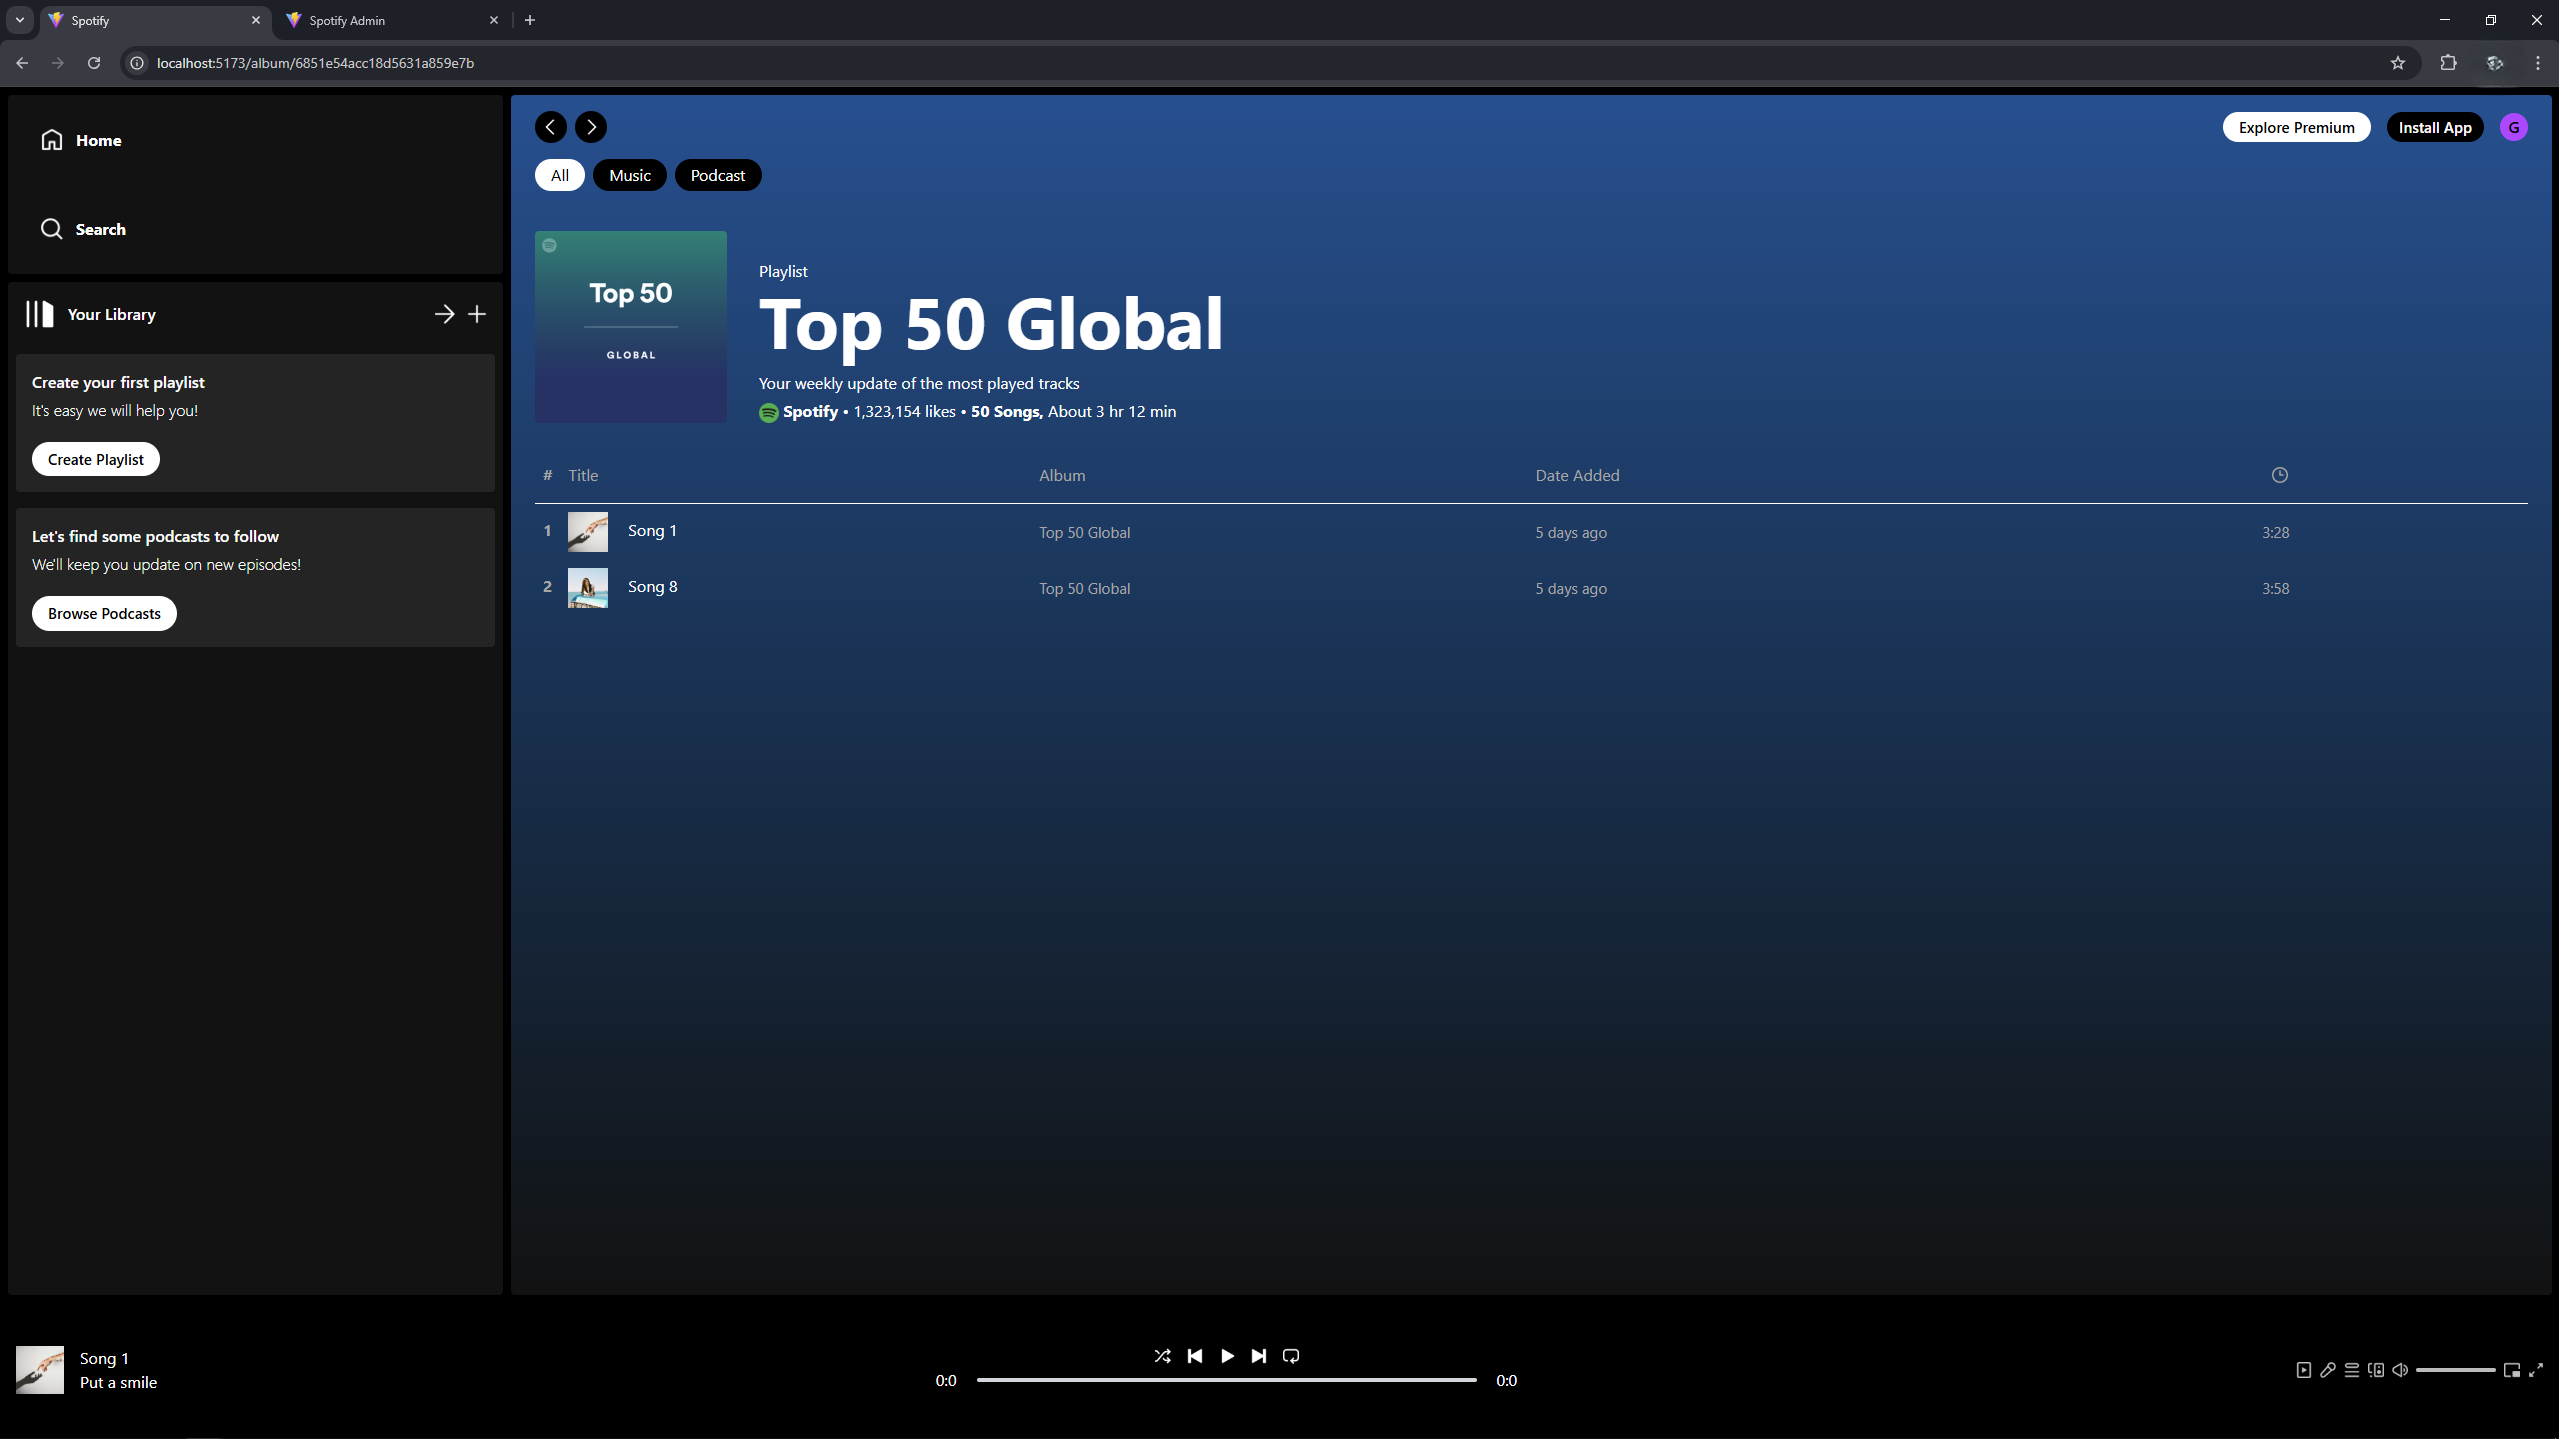 Spotify
Spotify Admin
localhost:5173/album/6851e54acc18d5631a859e7b
Home
Search
Your Library
Create your first playlist
It's easy we will help you!
Create Playlist
Let's find some podcasts to follow
We'll keep you update on new episodes!
Browse Podcasts
Explore Premium
Install App
G
All
Music
Podcast
Top 50
GLOBAL
Playlist
Top 50 Global
Your weekly update of the most played tracks
Spotify • 1,323,154 likes • 50 Songs, About 3 hr 12 min
# Title Album Date Added
1 Song 1 Top 50 Global 5 days ago 3:28
2 Song 8 Top 50 Global 5 days ago 3:58
Song 1
Put a smile
0:0
0:0